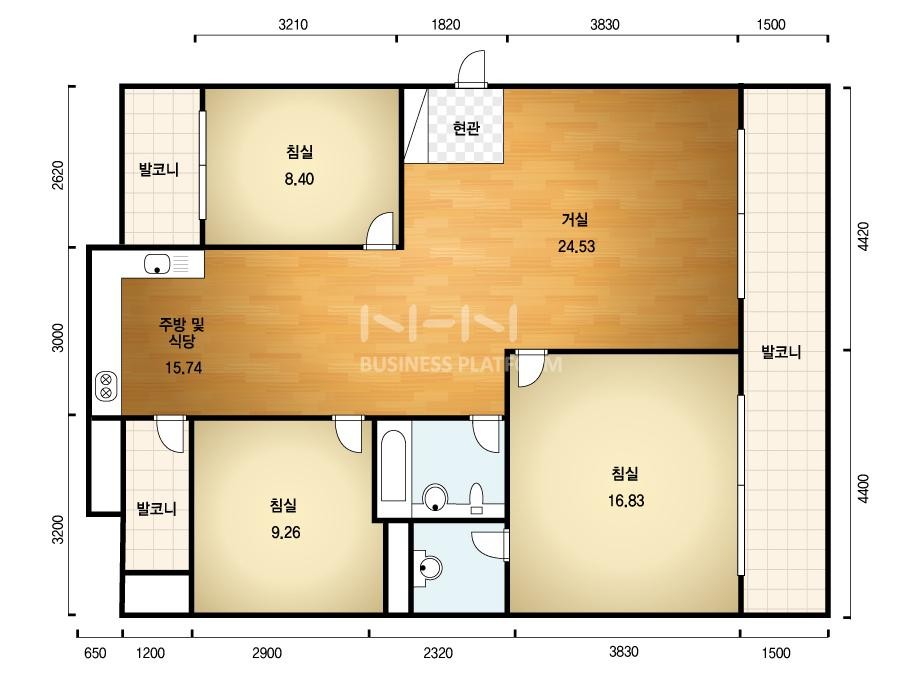 3210 1820 3830 1500
2620
4420
침실
8.40
발코니
현관
거실
24.53
3000
주방 및
식당
15.74
NHN
BUSINESS PLATFORM
발코니
4400
3200
발코니
침실
9.26
침실
16.83
650 1200 2900 2320 3830 1500